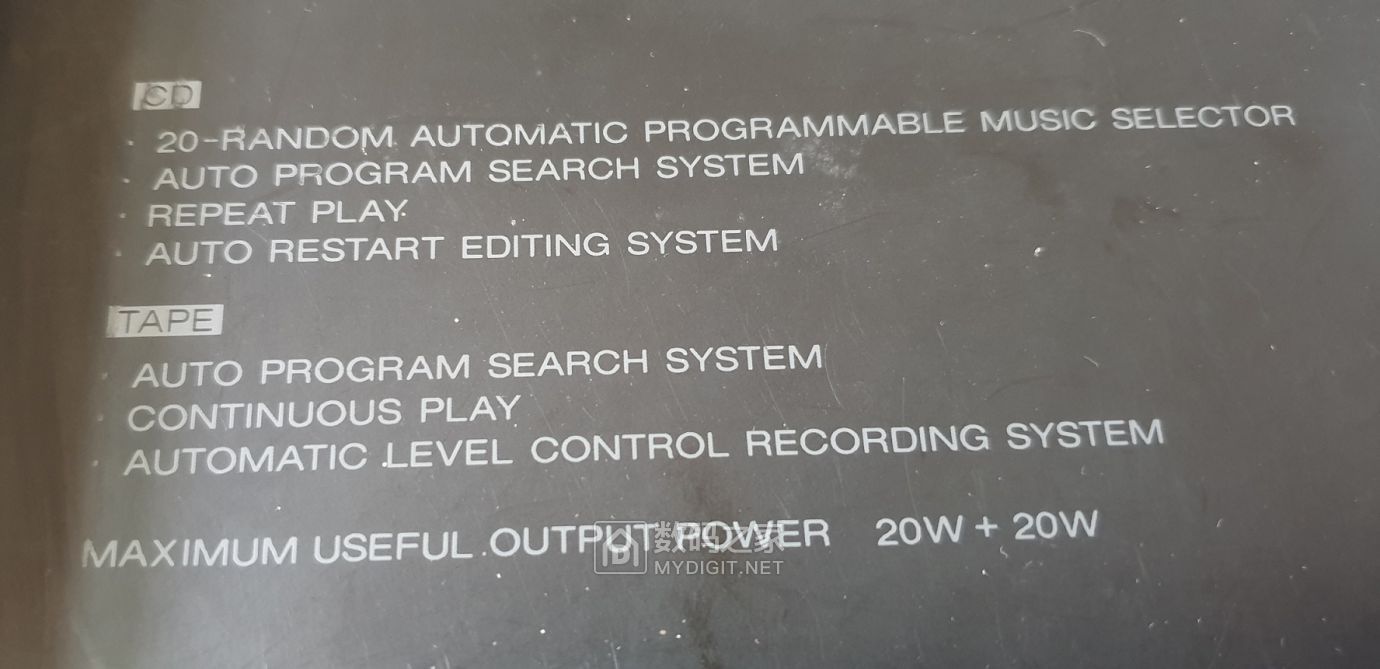 CD
· 20-RANDOM AUTOMATIC PROGRAMMABLE MUSIC SELECTOR
· AUTO PROGRAM SEARCH SYSTEM
· REPEAT PLAY
· AUTO RESTART EDITING SYSTEM
TAPE
· AUTO PROGRAM SEARCH SYSTEM
· CONTINUOUS PLAY
· AUTOMATIC LEVEL CONTROL RECORDING SYSTEM
MAXIMUM USEFUL OUTPUT POWER 20W + 20W
数码之家
MYDIGIT.NET